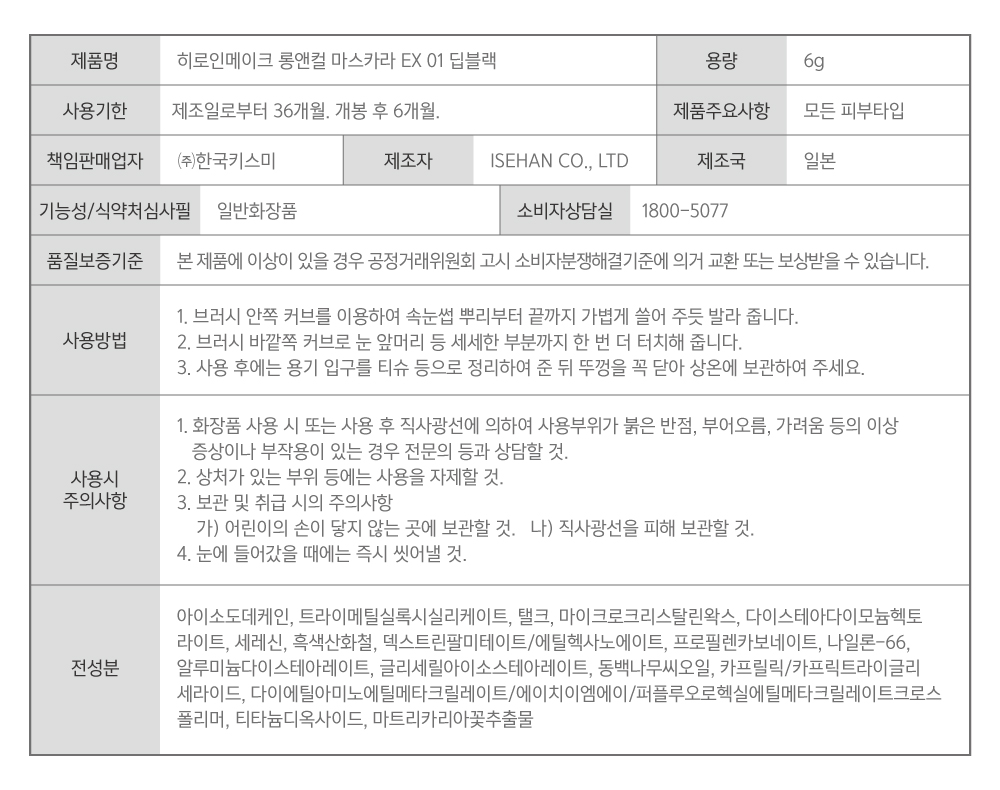 제품명 히로인메이크 롱앤컬 마스카라 EX 01 딥블랙 용량 6g
사용기한 제조일로부터 36개월. 개봉 후 6개월. 제품주요사항 모든 피부타입
책임판매업자 ㈜한국키스미 제조자 ISEHAN CO., LTD 제조국 일본
기능성/식약처심사필 일반화장품 소비자상담실 1800-5077
품질보증기준 본 제품에 이상이 있을 경우 공정거래위원회 고시 소비자분쟁해결기준에 의거 교환 또는 보상받을 수 있습니다.
사용방법
1. 브러시 안쪽 커브를 이용하여 속눈썹 뿌리부터 끝까지 가볍게 쓸어 주듯 발라 줍니다.
2. 브러시 바깥쪽 커브로 눈 앞머리 등 세세한 부분까지 한 번 더 터치해 줍니다.
3. 사용 후에는 용기 입구를 티슈 등으로 정리하여 준 뒤 뚜껑을 꼭 닫아 상온에 보관하여 주세요.
사용시
주의사항
1. 화장품 사용 시 또는 사용 후 직사광선에 의하여 사용부위가 붉은 반점, 부어오름, 가려움 등의 이상
증상이나 부작용이 있는 경우 전문의 등과 상담할 것.
2. 상처가 있는 부위 등에는 사용을 자제할 것.
3. 보관 및 취급 시의 주의사항
가) 어린이의 손이 닿지 않는 곳에 보관할 것. 나) 직사광선을 피해 보관할 것.
4. 눈에 들어갔을 때에는 즉시 씻어낼 것.
전성분
아이소도데케인, 트라이메틸실록시실리케이트, 탤크, 마이크로크리스탈린왁스, 다이스테아다이모늄헥토
라이트, 세레신, 흑색산화철, 덱스트린팔미테이트/에틸헥사노에이트, 프로필렌카보네이트, 나일론-66,
알루미늄다이스테아레이트, 글리세릴아이소스테아레이트, 동백나무씨오일, 카프릴릭/카프릭트라이글리
세라이드, 다이에틸아미노에틸메타크릴레이트/에이치이엠에이/퍼플루오로헥실에틸메타크릴레이트크로스
폴리머, 티타늄디옥사이드, 마트리카리아꽃추출물